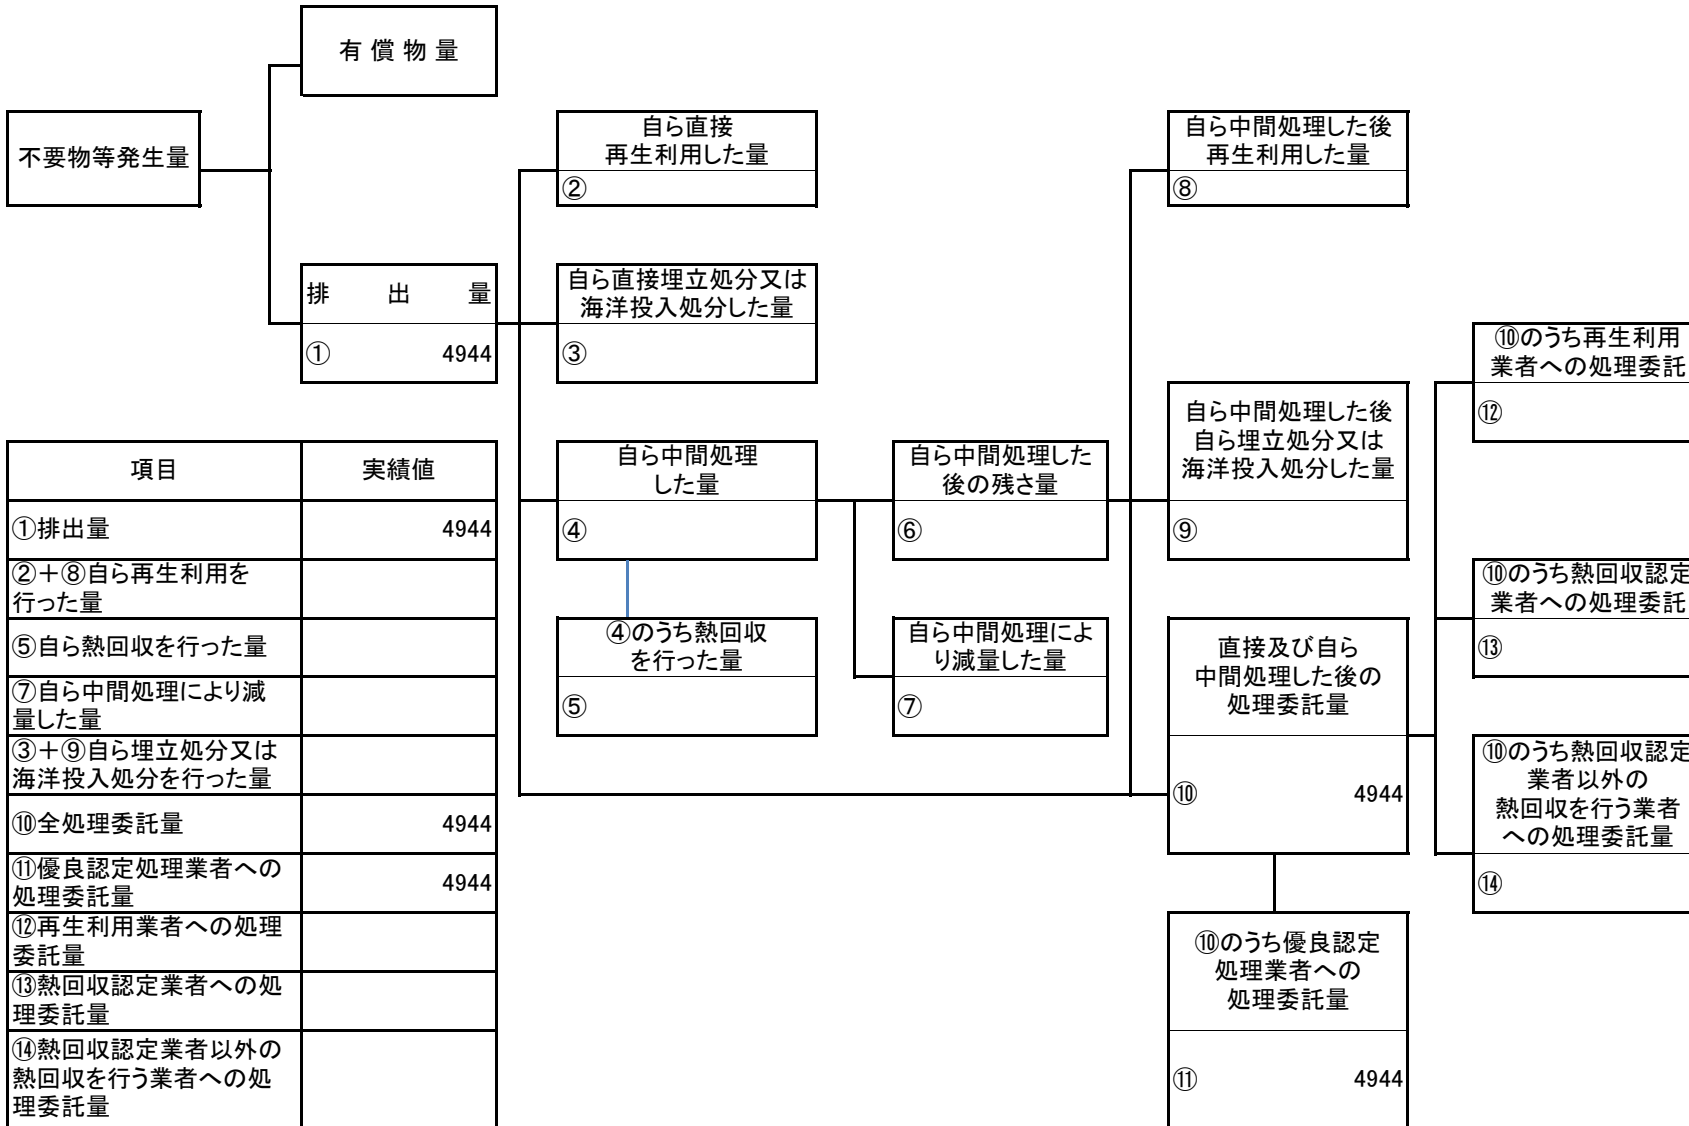 有 償 物 量
不要物等発生量
自ら直接
再生利用した量
②
自ら中間処理した後
再生利用した量
⑧
排 出 量
① 4944
自ら直接埋立処分又は
海洋投入処分した量
③
⑩のうち再生利用
業者への処理委託
⑫
自ら中間処理した後
自ら埋立処分又は
海洋投入処分した量
⑨
自ら中間処理
した量
④
自ら中間処理した
後の残さ量
⑥
④のうち熱回収
を行った量
⑤
自ら中間処理によ
り減量した量
⑦
直接及び自ら
中間処理した後の
処理委託量
⑩ 4944
⑩のうち熱回収認定
業者への処理委託
⑬
⑩のうち熱回収認定
業者以外の
熱回収を行う業者
への処理委託量
⑭
⑩のうち優良認定
処理業者への
処理委託量
⑪ 4944
項目 実績値
①排出量 4944
②+⑧自ら再生利用を
行った量
⑤自ら熱回収を行った量
⑦自ら中間処理により減
量した量
③+⑨自ら埋立処分又は
海洋投入処分を行った量
⑩全処理委託量 4944
⑪優良認定処理業者への
処理委託量 4944
⑫再生利用業者への処理
委託量
⑬熱回収認定業者への処
理委託量
⑭熱回収認定業者以外の
熱回収を行う業者への処
理委託量